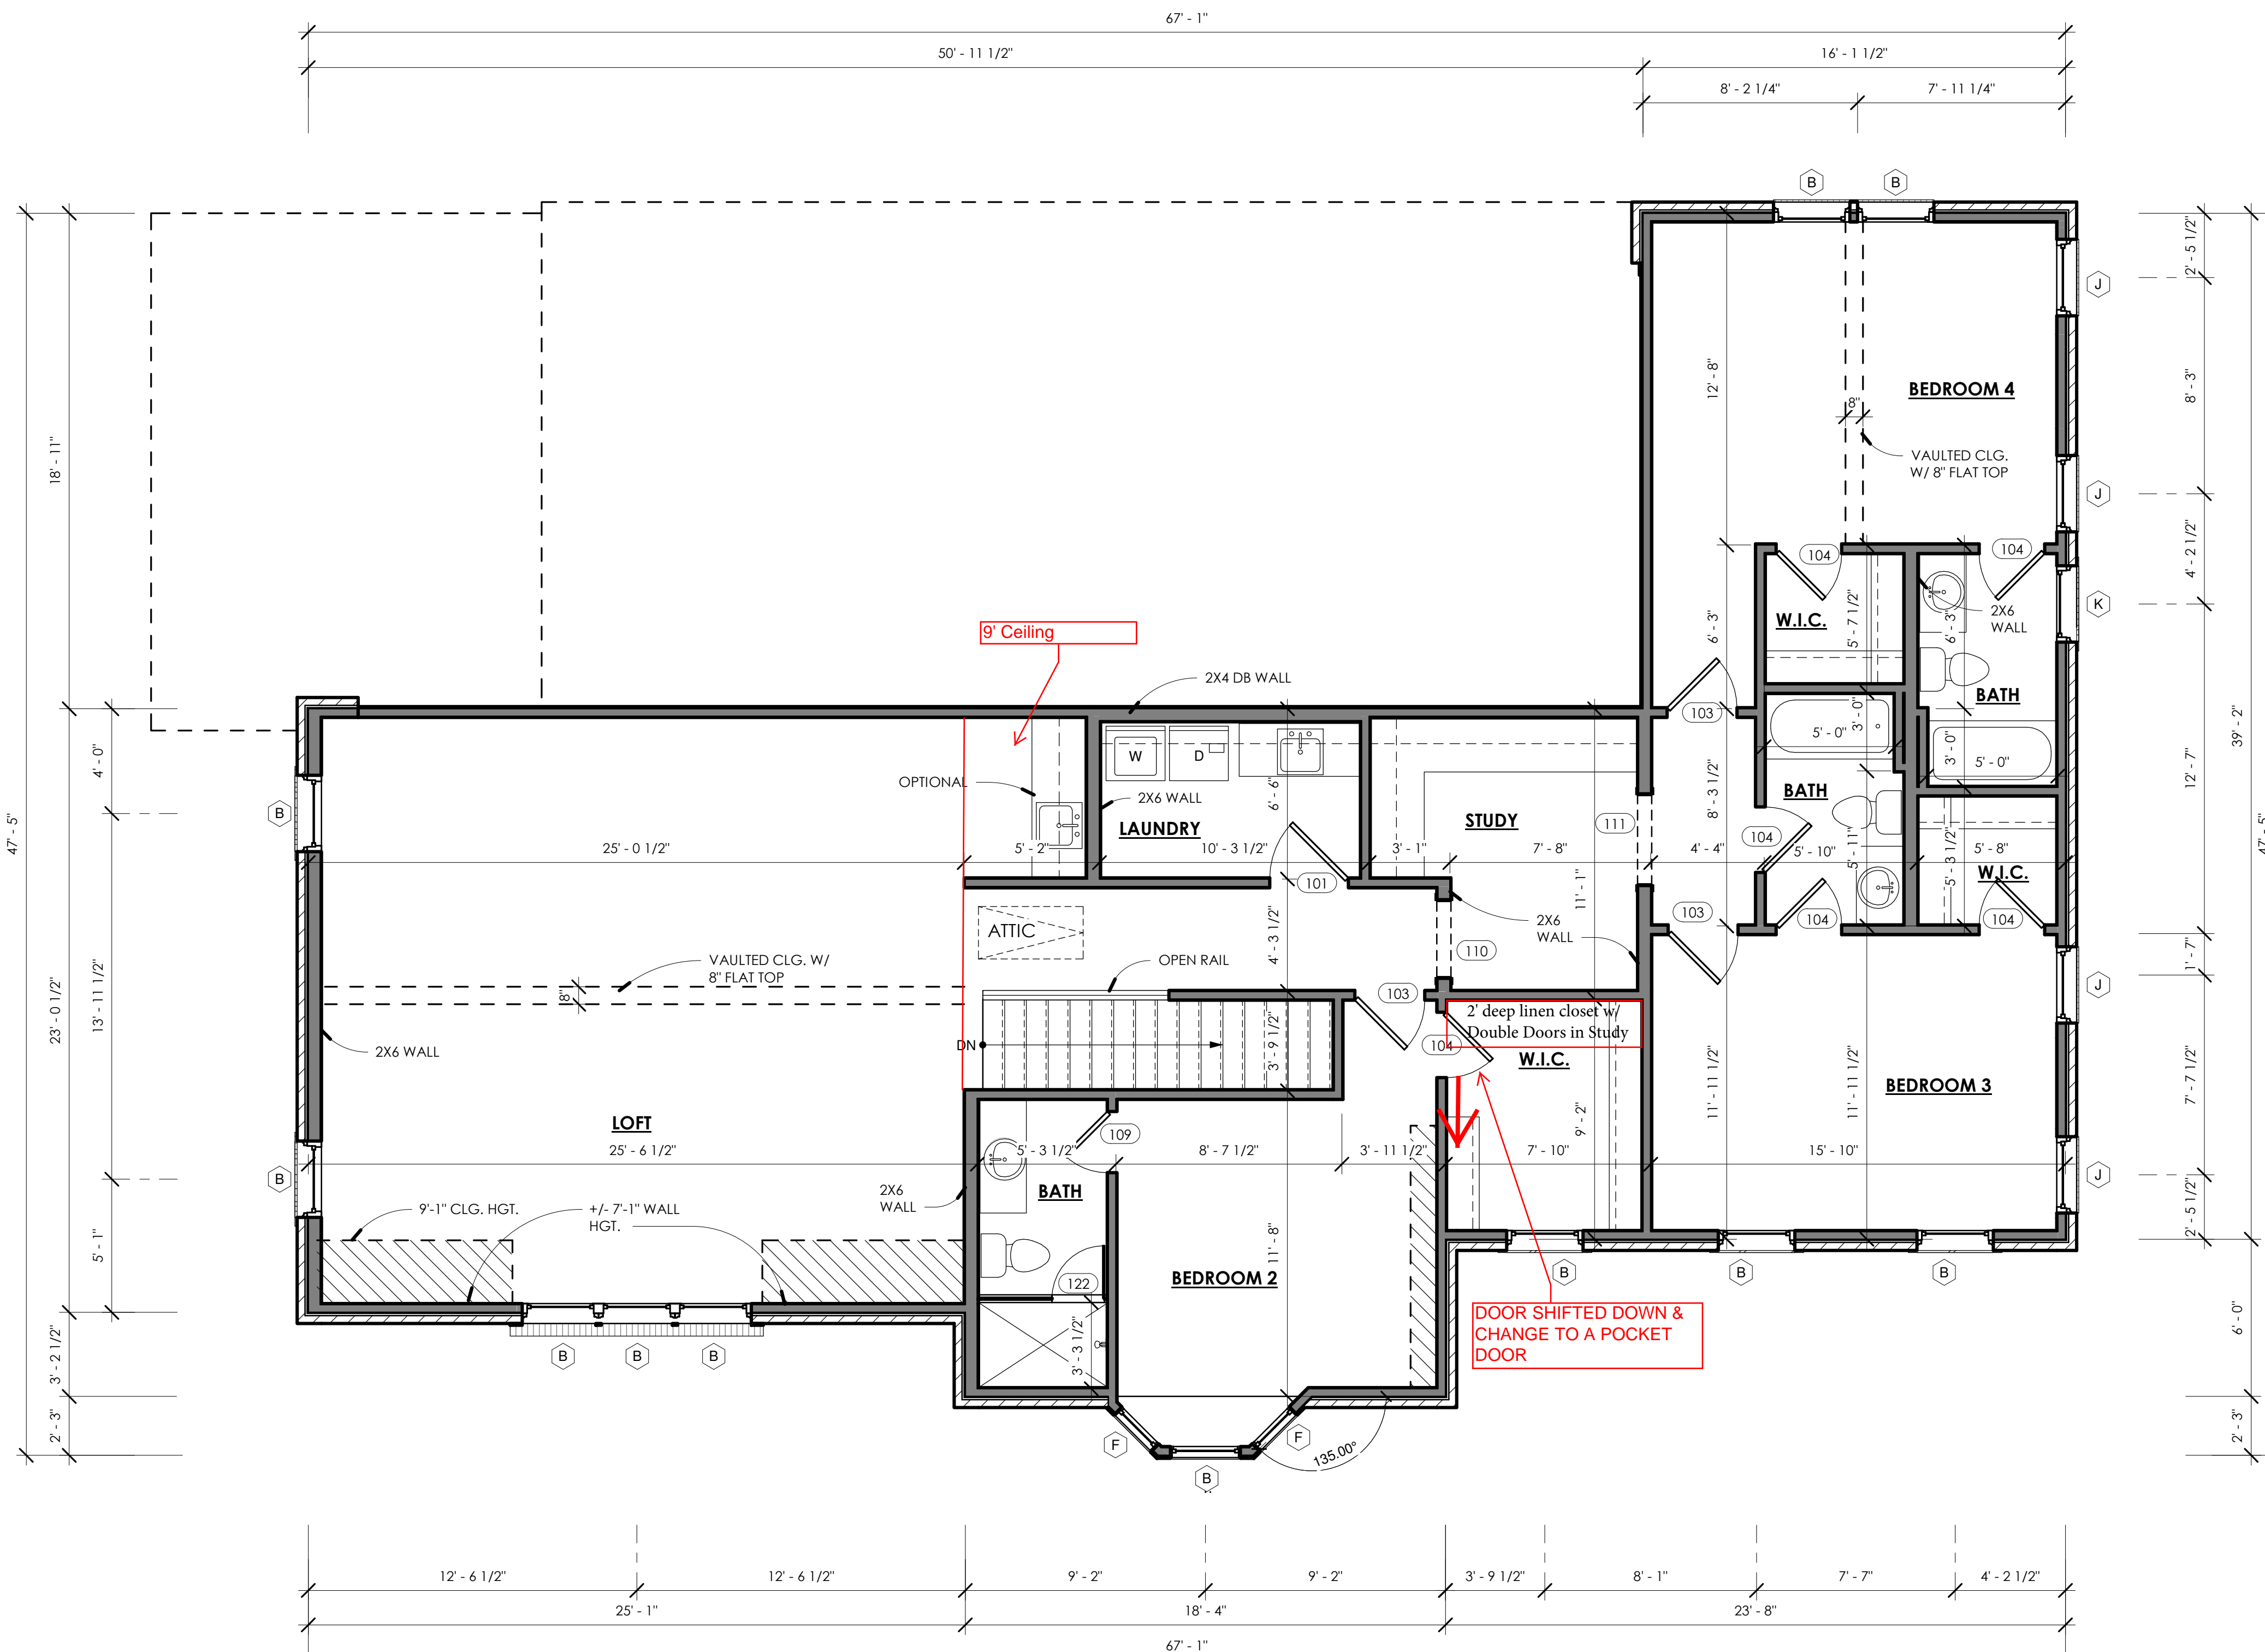 67' - 1"
50' - 11 1/2"
16' - 1 1/2"
8' - 2 1/4"
7' - 11 1/4"
B
B
2' - 5 1/2"
J
8' - 3"
12' - 8"
BEDROOM 4
8"
VAULTED CLG.
W/ 8" FLAT TOP
18' - 11"
39' - 2"
J
4' - 2 1/2"
104
104
K
2X6
WALL
W.I.C.
5' - 7 1/2"
6' - 3"
6' - 3"
BATH
9' Ceiling
2X4 DB WALL
103
3' - 0"
5' - 0"
3' - 0"
5' - 0"
12' - 7"
4' - 0"
47' - 5"
47' - 5"
W
D
OPTIONAL
2X6 WALL
6' - 6"
LAUNDRY
STUDY
111
8' - 3 1/2"
BATH
104
B
25' - 0 1/2"
5' - 2"
10' - 3 1/2"
3' - 1"
7' - 8"
4' - 4"
5' - 10"
5' - 11"
5' - 3 1/2"
5' - 8"
W.I.C.
101
11' - 1"
103
104
104
ATTIC
2X6
WALL
110
4' - 3 1/2"
OPEN RAIL
VAULTED CLG. W/
8" FLAT TOP
8"
1' - 7"
23' - 0 1/2"
13' - 11 1/2"
103
2' deep linen closet w/
Double Doors in Study
104
W.I.C.
DN
3' - 9 1/2"
2X6 WALL
BEDROOM 3
11' - 11 1/2"
11' - 11 1/2"
7' - 7 1/2"
9' - 2"
LOFT
109
25' - 6 1/2"
5' - 3 1/2"
8' - 7 1/2"
3' - 11 1/2"
7' - 10"
15' - 10"
B
J
2X6
WALL
BATH
9'-1" CLG. HGT.
+/- 7'-1" WALL
HGT.
5' - 1"
2' - 5 1/2"
11' - 8"
BEDROOM 2
122
B
B
B
DOOR SHIFTED DOWN &
CHANGE TO A POCKET
DOOR
6' - 0"
3' - 2 1/2"
3' - 3 1/2"
B
B
B
2' - 3"
2' - 3"
F
F
135.00°
B
12' - 6 1/2"
12' - 6 1/2"
9' - 2"
9' - 2"
3' - 9 1/2"
8' - 1"
7' - 7"
4' - 2 1/2"
25' - 1"
18' - 4"
23' - 8"
67' - 1"
J